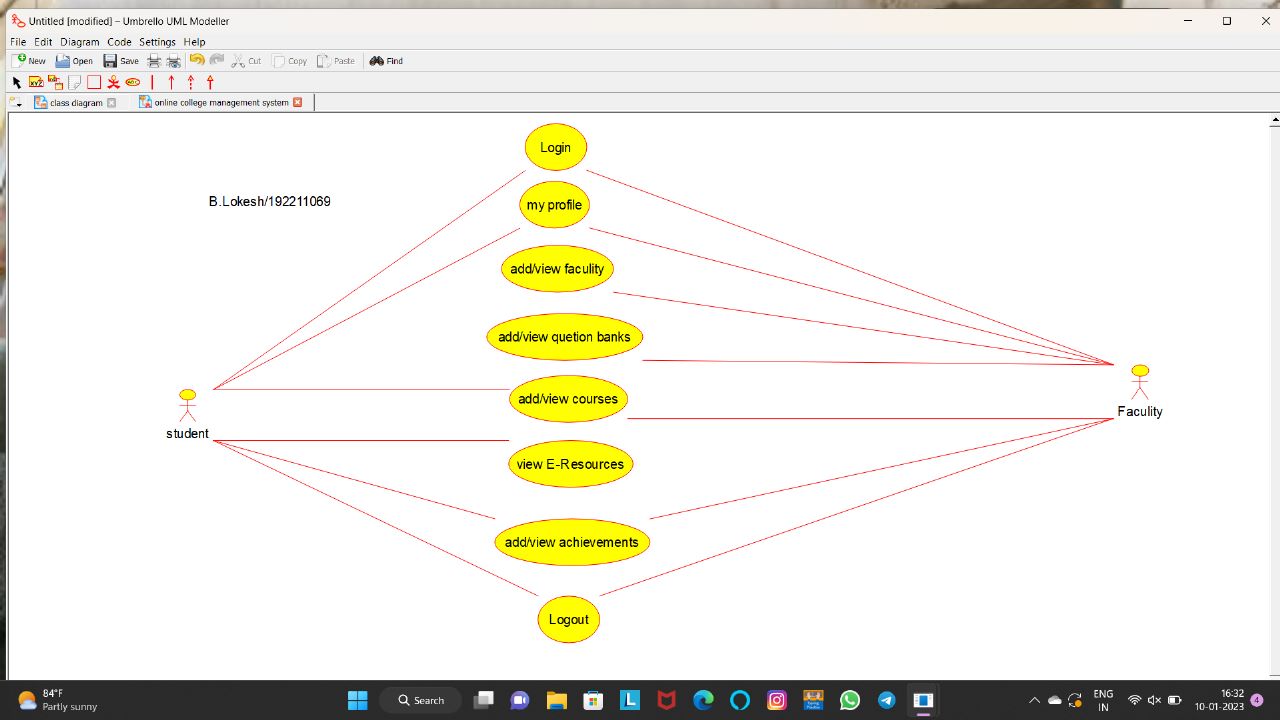 Untitled [modified] – Umbrello UML Modeller
File Edit Diagram Code Settings Help
New Open Save Cut Copy Paste Find
class diagram online college management system
Login
B.Lokesh/192211069
my profile
add/view faculity
add/view quetion banks
add/view courses
Faculity
student
view E-Resources
add/view achievements
Logout
84°F
Partly sunny
Search
ENG
IN
16:32
10-01-2023
4